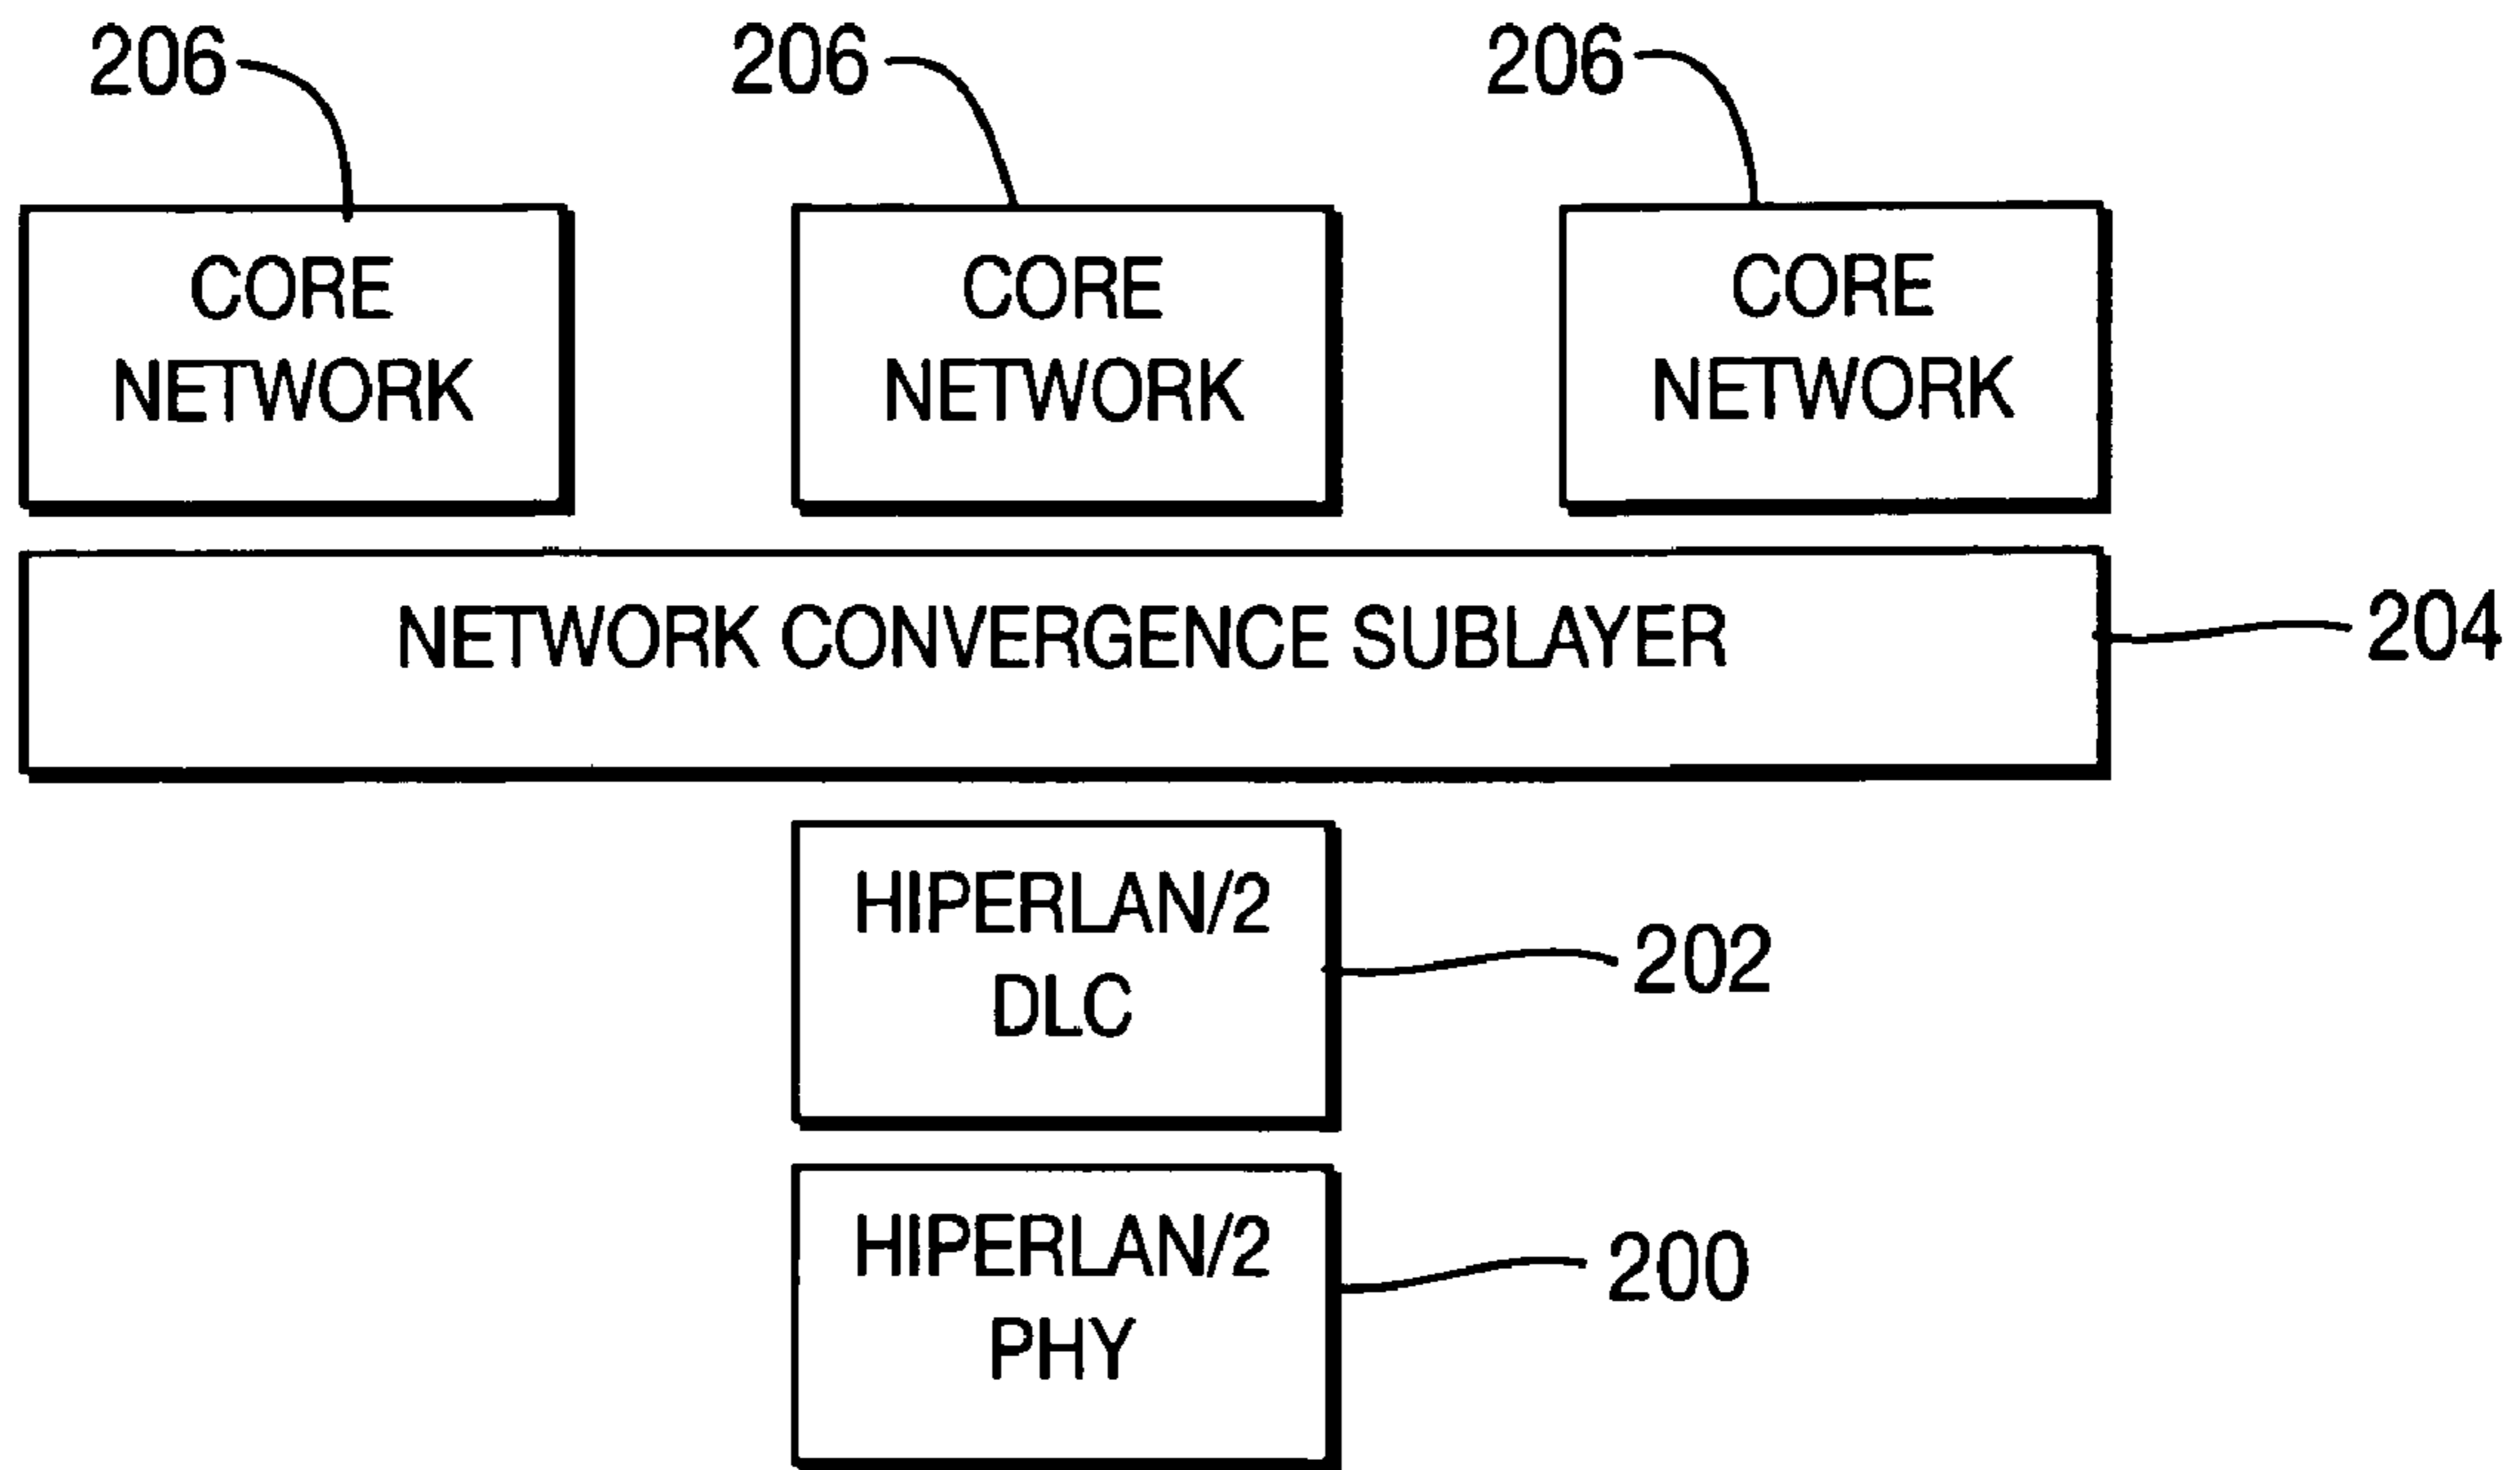 206 206 206
CORE NETWORK
CORE NETWORK
CORE NETWORK
NETWORK CONVERGENCE SUBLAYER
204
HIPERLAN/2
DLC
202
HIPERLAN/2
PHY
200